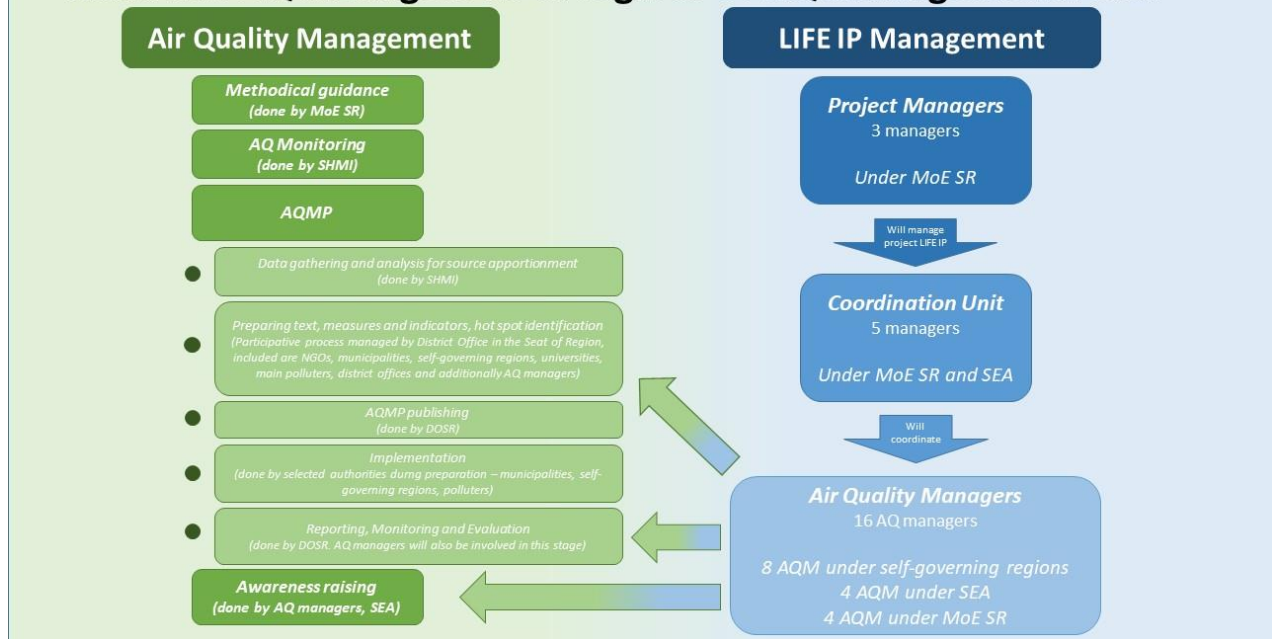 Air Quality Management
LIFE IP Management
Methodical guidance
(done by MoE SR)
AQ Monitoring
(done by SHMI)
AQMP
Data gathering and analysis for source apportionment
(done by SHMI)
Preparing text, measures and indicators, hot spot identification
(Participative process managed by District Office in the Seat of Region,
included are NGOs, municipalities, self-governing regions, universities,
main polluters, district offices and additionally AQ managers)
AQMP publishing
(done by DOSR)
Implementation
(done by selected authorities durng preparation – municipalities, self-
governing regions, polluters)
Reporting, Monitoring and Evaluation
(done by DOSR. AQ managers will also be involved in this stage)
Awareness raising
(done by AQ managers, SEA)
Project Managers
3 managers
Under MoE SR
Will manage
project LIFE IP
Coordination Unit
5 managers
Under MoE SR and SEA
Will
coordinate
Air Quality Managers
16 AQ managers
8 AQM under self-governing regions
4 AQM under SEA
4 AQM under MoE SR